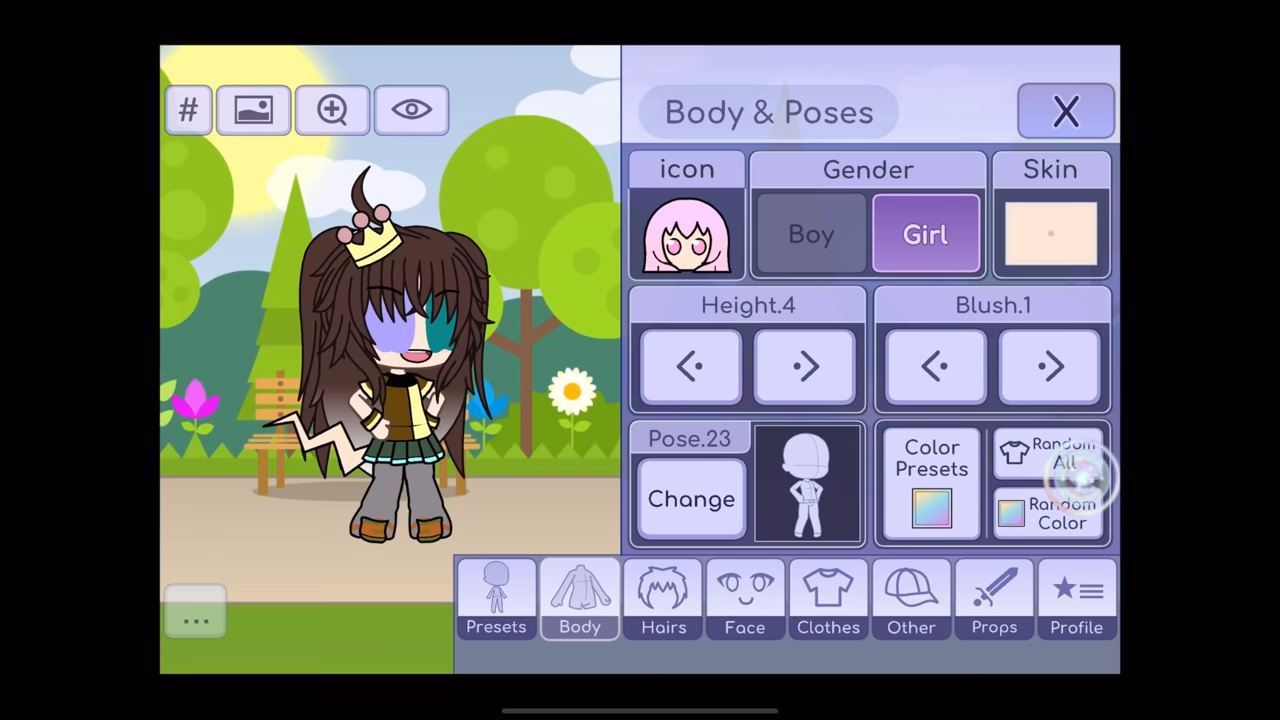 #
Body & Poses
X
icon
Gender
Skin
Boy
Girl
Height.4
Blush.1
Pose.23
Change
Color
Presets
Random
All
Random
Color
...
Presets
Body
Hairs
Face
Clothes
Other
Props
Profile